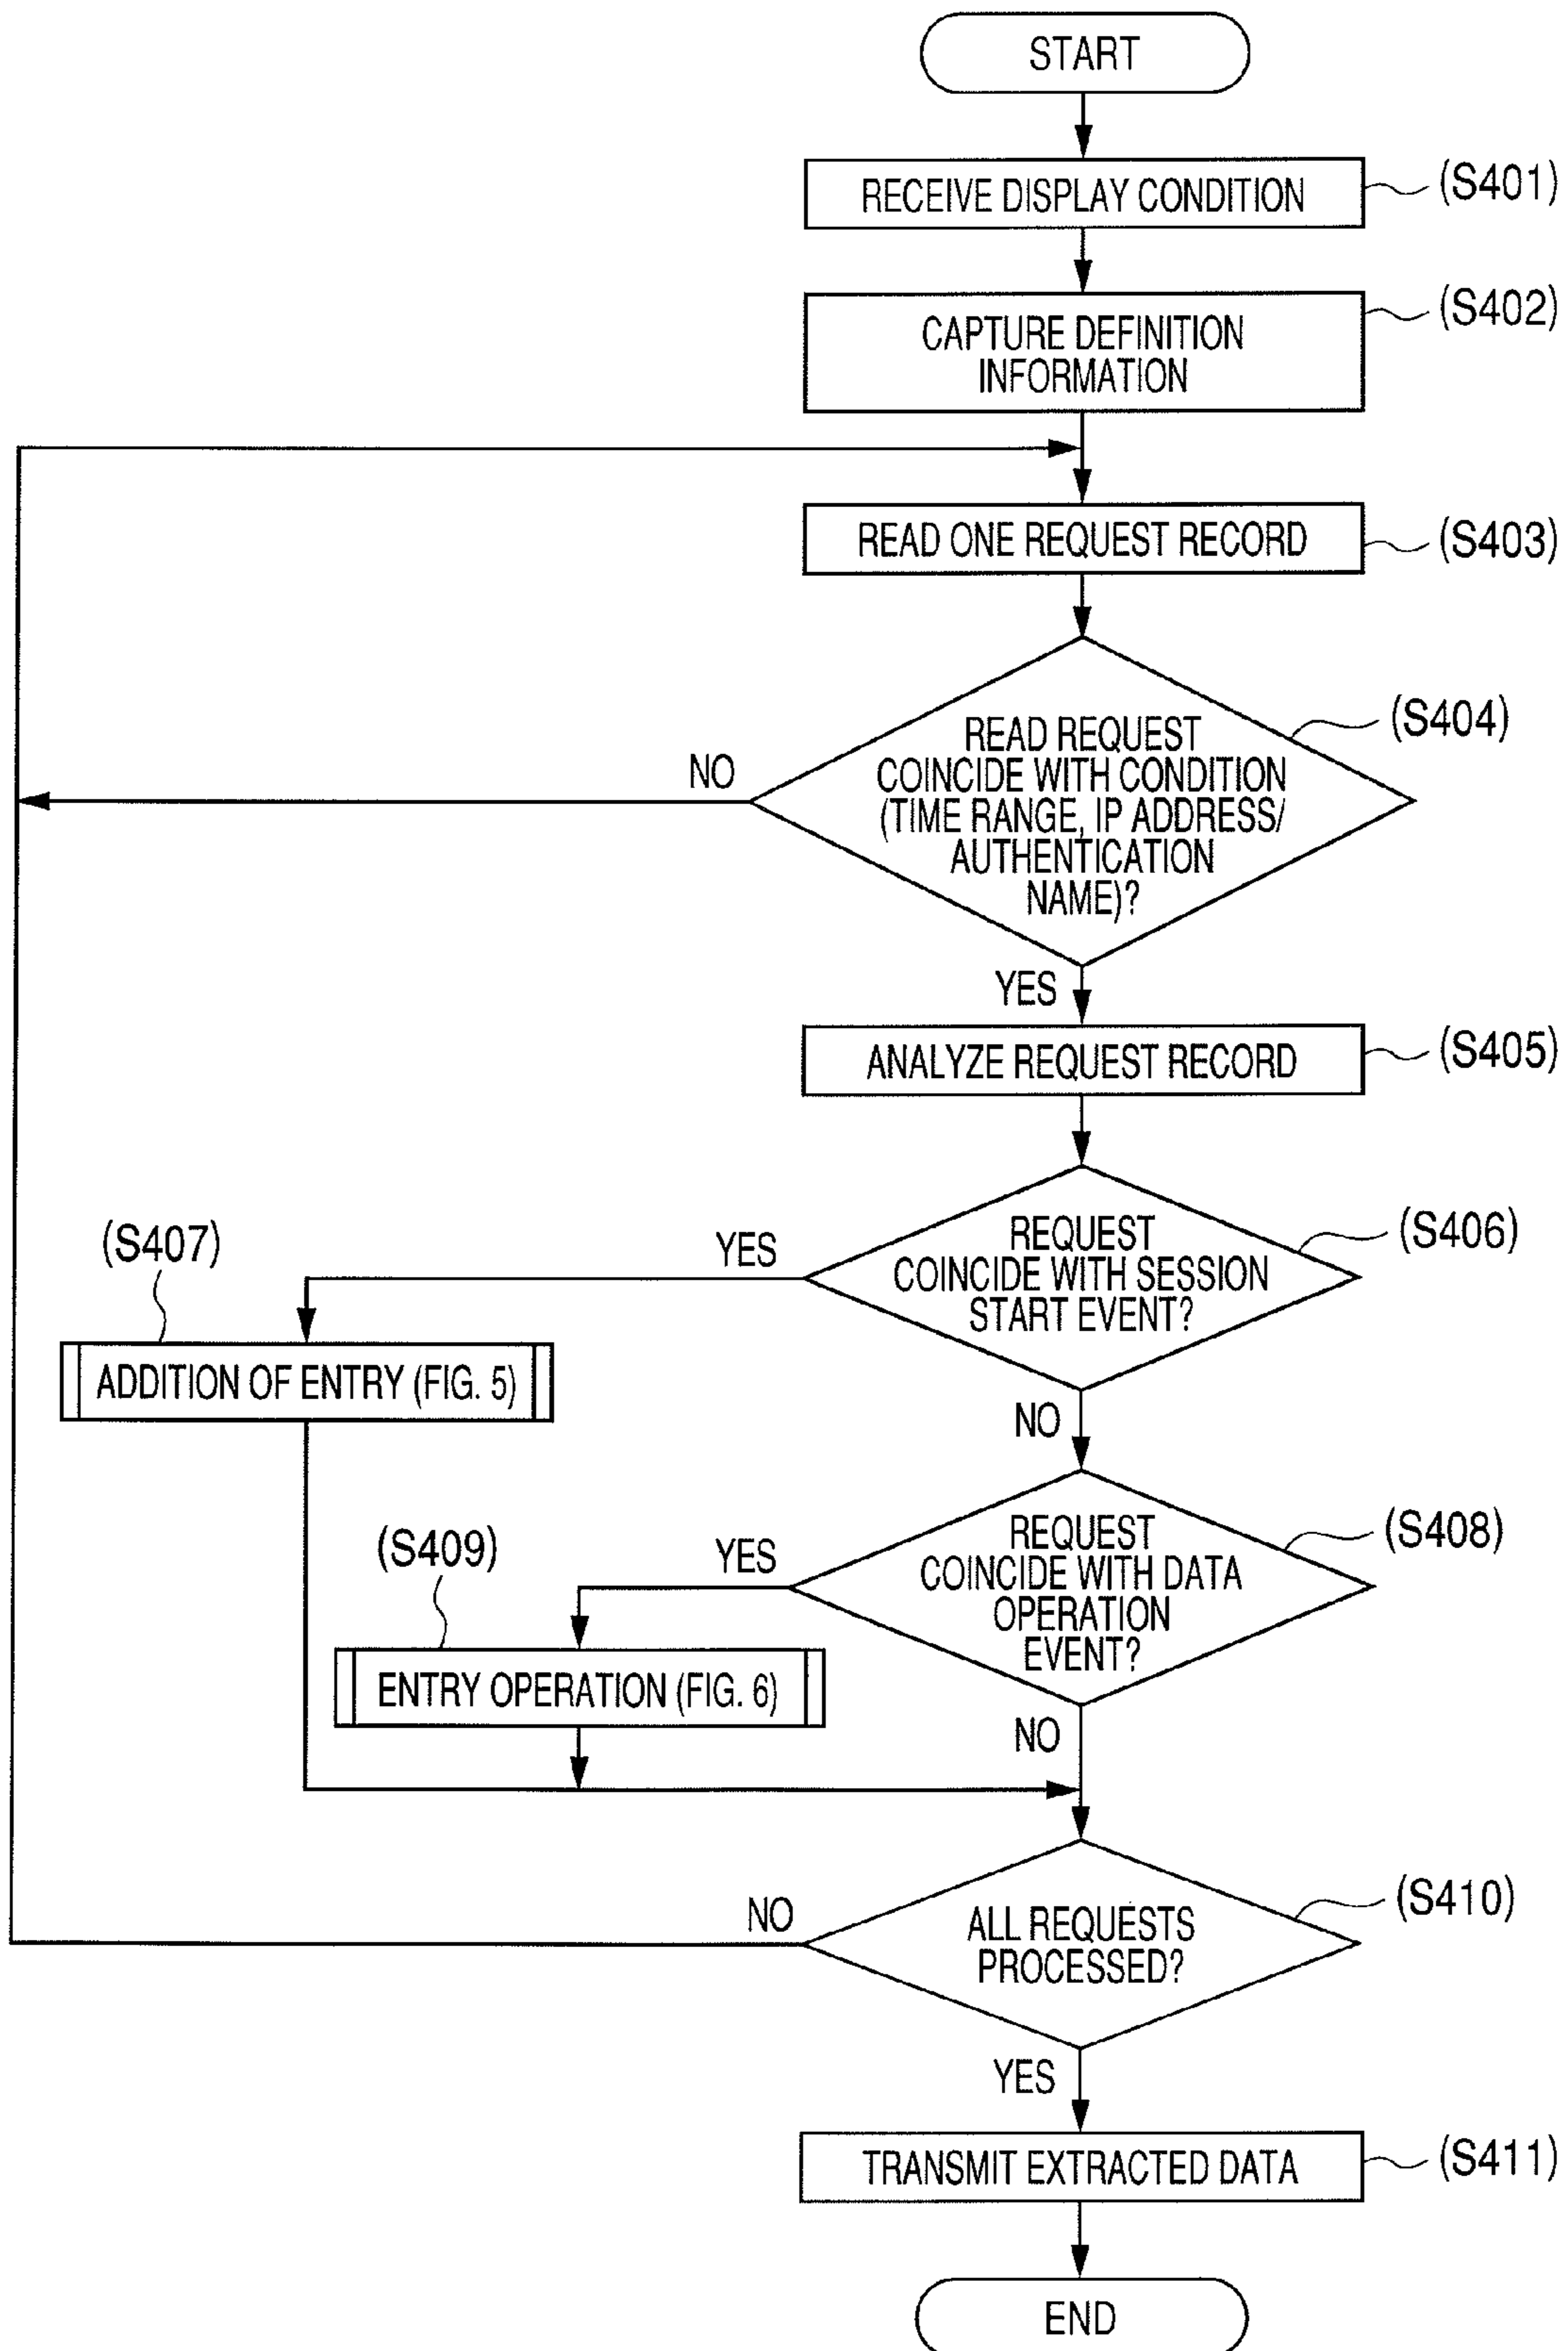 START
RECEIVE DISPLAY CONDITION
(S401)
CAPTURE DEFINITION
INFORMATION
(S402)
READ ONE REQUEST RECORD
(S403)
READ REQUEST
COINCIDE WITH CONDITION
(TIME RANGE, IP ADDRESS/
AUTHENTICATION
NAME)?
(S404)
NO
YES
ANALYZE REQUEST RECORD
(S405)
REQUEST
COINCIDE WITH SESSION
START EVENT?
(S406)
YES
(S407)
ADDITION OF ENTRY (FIG. 5)
NO
REQUEST
COINCIDE WITH DATA
OPERATION
EVENT?
(S408)
YES
(S409)
ENTRY OPERATION (FIG. 6)
NO
ALL REQUESTS
PROCESSED?
(S410)
NO
YES
TRANSMIT EXTRACTED DATA
(S411)
END